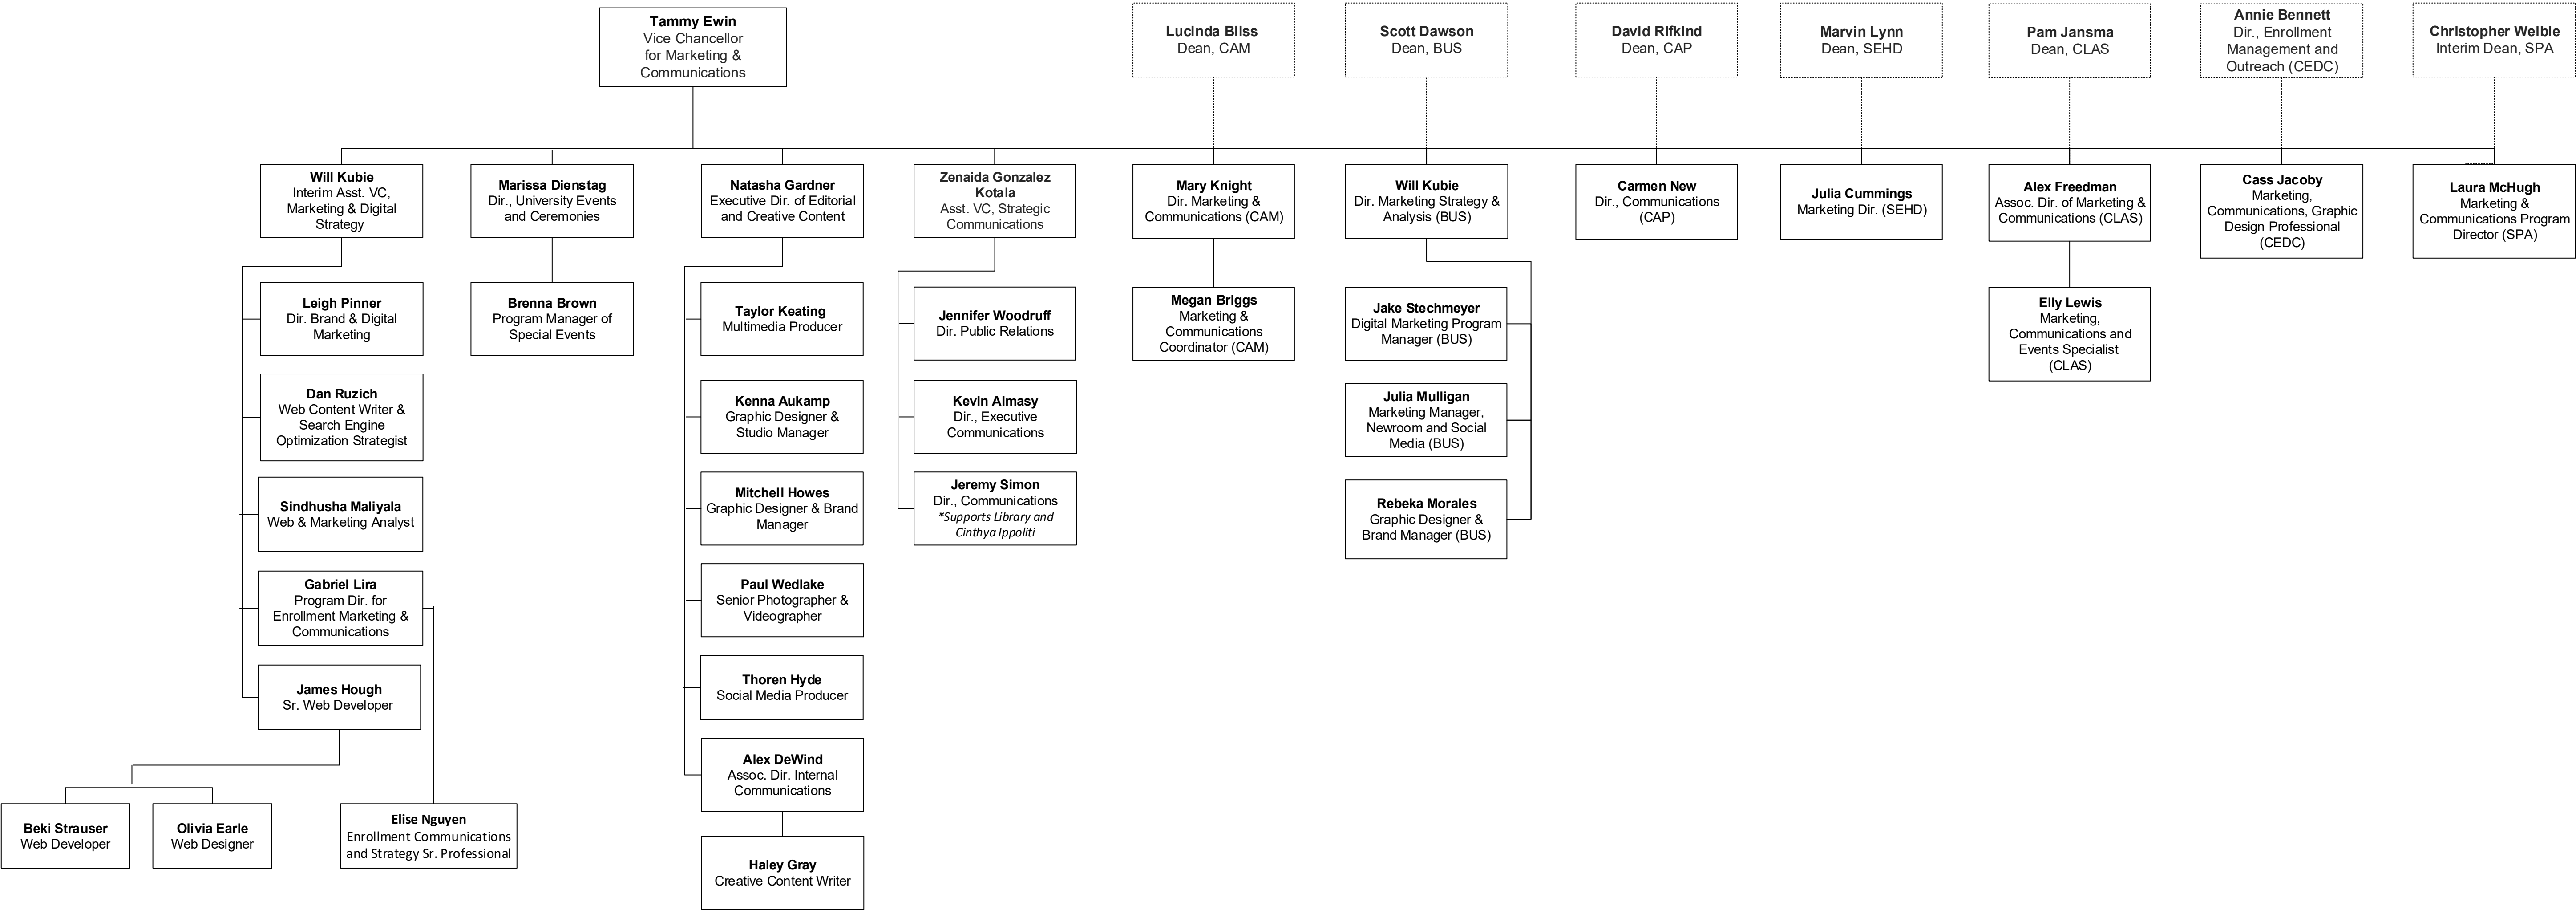 Tammy Ewin
Vice Chancellor
for Marketing &
Communications
Lucinda Bliss
Dean, CAM
Scott Dawson
Dean, BUS
David Rifkind
Dean, CAP
Marvin Lynn
Dean, SEHD
Pam Jansma
Dean, CLAS
Annie Bennett
Dir., Enrollment
Management and
Outreach (CEDC)
Christopher Weible
Interim Dean, SPA
Will Kubie
Interim Asst. VC,
Marketing & Digital
Strategy
Marissa Dienstag
Dir., University Events
and Ceremonies
Natasha Gardner
Executive Dir. of Editorial
and Creative Content
Zenaida Gonzalez
Kotala
Asst. VC, Strategic
Communications
Mary Knight
Dir. Marketing &
Communications (CAM)
Will Kubie
Dir. Marketing Strategy &
Analysis (BUS)
Carmen New
Dir., Communications
(CAP)
Julia Cummings
Marketing Dir. (SEHD)
Alex Freedman
Assoc. Dir. of Marketing &
Communications (CLAS)
Cass Jacoby
Marketing,
Communications, Graphic
Design Professional
(CEDC)
Laura McHugh
Marketing &
Communications Program
Director (SPA)
Leigh Pinner
Dir. Brand & Digital
Marketing
Dan Ruzich
Web Content Writer &
Search Engine
Optimization Strategist
Sindhusha Maliyala
Web & Marketing Analyst
Gabriel Lira
Program Dir. for
Enrollment Marketing &
Communications
James Hough
Sr. Web Developer
Beki Strauser
Web Developer
Olivia Earle
Web Designer
Elise Nguyen
Enrollment Communications
and Strategy Sr. Professional
Brenna Brown
Program Manager of
Special Events
Taylor Keating
Multimedia Producer
Kenna Aukamp
Graphic Designer &
Studio Manager
Mitchell Howes
Graphic Designer & Brand
Manager
Paul Wedlake
Senior Photographer &
Videographer
Thoren Hyde
Social Media Producer
Alex DeWind
Assoc. Dir. Internal
Communications
Haley Gray
Creative Content Writer
Jennifer Woodruff
Dir. Public Relations
Kevin Almasy
Dir., Executive
Communications
Jeremy Simon
Dir., Communications
*Supports Library and
Cinthya Ippoliti
Megan Briggs
Marketing &
Communications
Coordinator (CAM)
Jake Stechmeyer
Digital Marketing Program
Manager (BUS)
Julia Mulligan
Marketing Manager,
Newroom and Social
Media (BUS)
Rebeka Morales
Graphic Designer &
Brand Manager (BUS)
Elly Lewis
Marketing,
Communications and
Events Specialist
(CLAS)